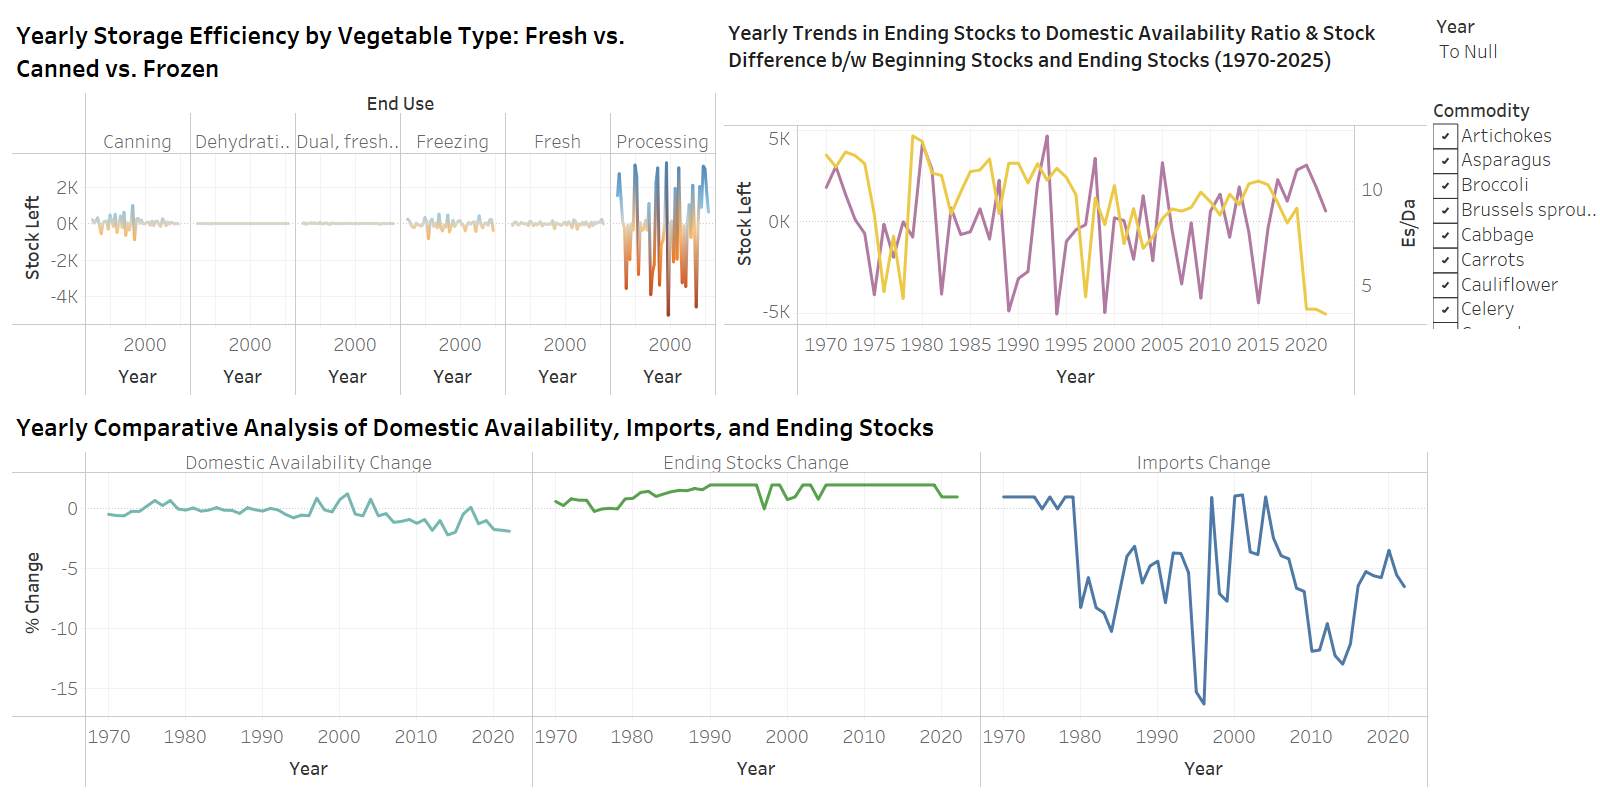 Yearly Storage Efficiency by Vegetable Type: Fresh vs.
Canned vs. Frozen
End Use
Canning Dehydrati.. Dual, fresh.. Freezing Fresh Processing
Stock Left
2K
0K
-2K
-4K
2000 2000 2000 2000 2000 2000
Year Year Year Year Year Year
Yearly Trends in Ending Stocks to Domestic Availability Ratio & Stock
Difference b/w Beginning Stocks and Ending Stocks (1970-2025)
Stock Left
5K
0K
-5K
10
5
Es/Da
1970 1975 1980 1985 1990 1995 2000 2005 2010 2015 2020
Year
Year
To Null
Commodity
Artichokes
Asparagus
Broccoli
Brussels sprou..
Cabbage
Carrots
Cauliflower
Celery
Yearly Comparative Analysis of Domestic Availability, Imports, and Ending Stocks
Domestic Availability Change Ending Stocks Change Imports Change
% Change
0
-5
-10
-15
1970 1980 1990 2000 2010 2020 1970 1980 1990 2000 2010 2020 1970 1980 1990 2000 2010 2020
Year Year Year